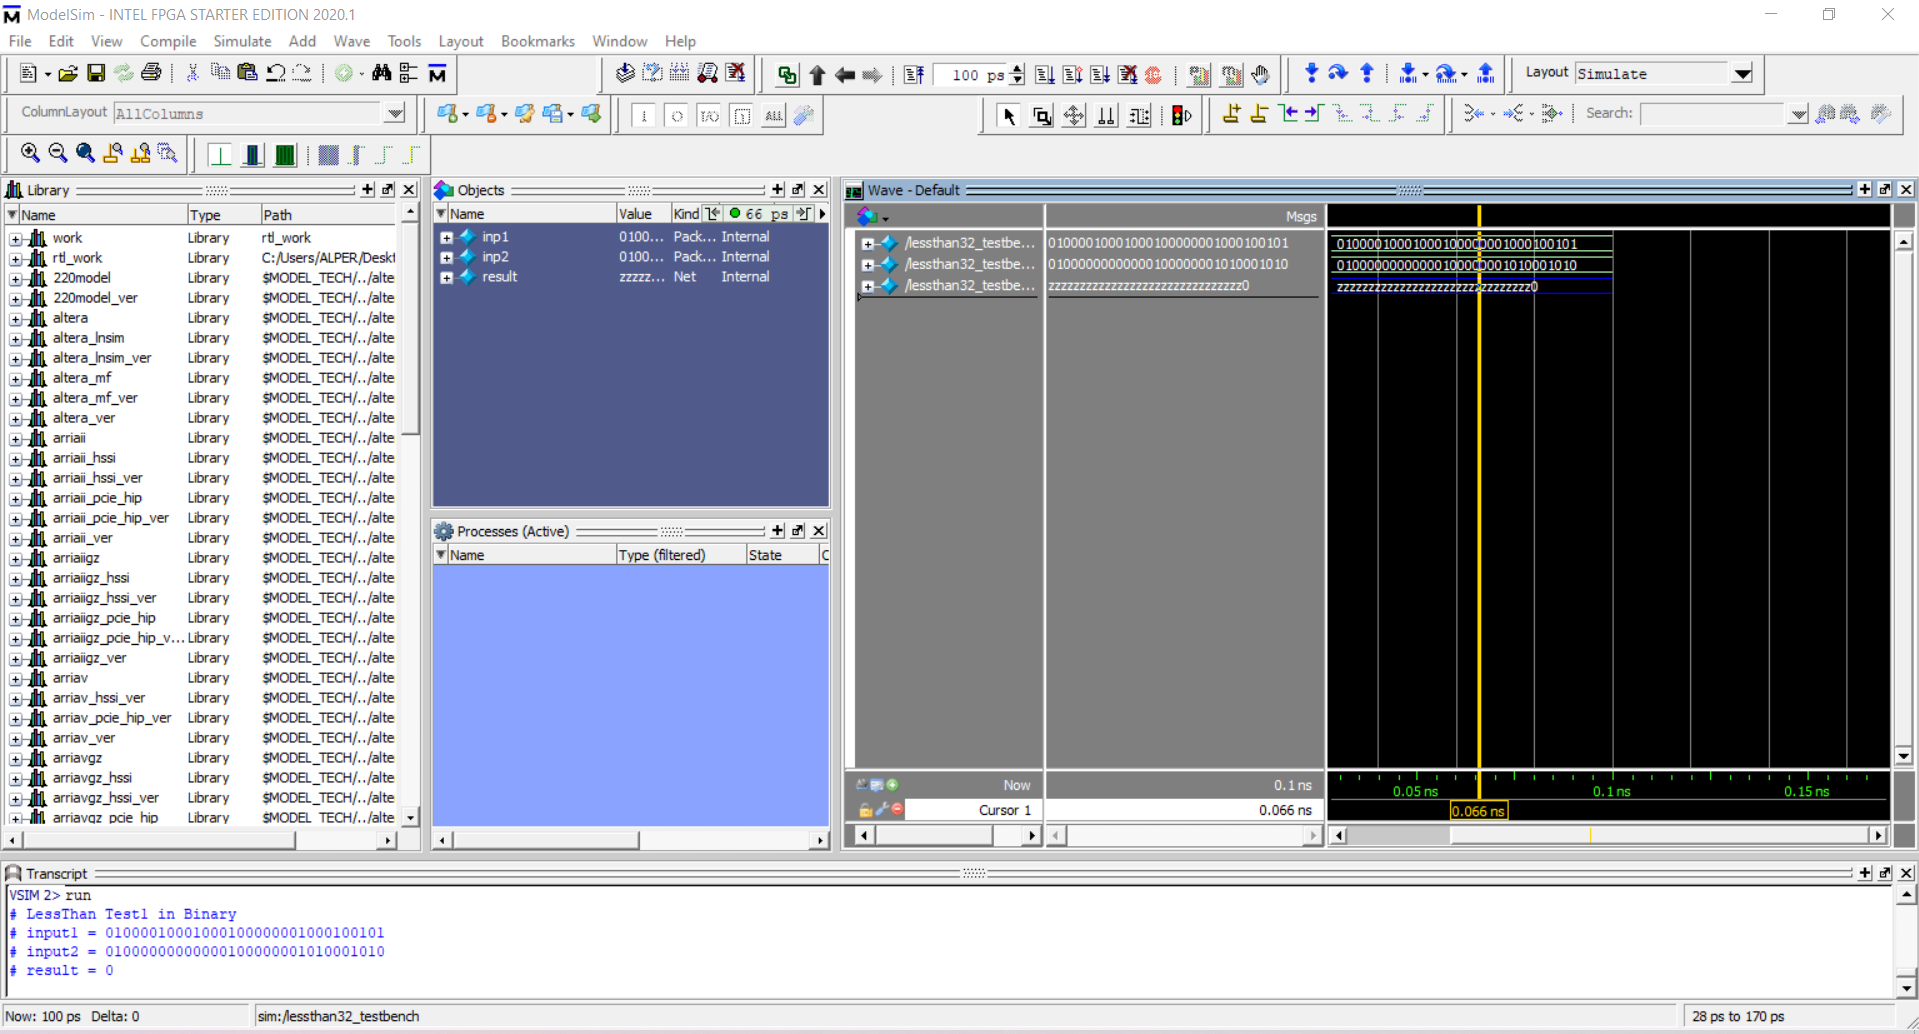 ModelSim - INTEL FPGA STARTER EDITION 2020.1
File Edit View Compile Simulate Add Wave Tools Layout Bookmarks Window Help
100 ps
Layout Simulate
ColumnLayout AllColumns
Search:
Library
Name Type Path
work Library rtl_work
rtl_work Library C:/Users/ALPER/Deskt
220model Library $MODEL_TECH/../alte
220model_ver Library $MODEL_TECH/../alte
altera Library $MODEL_TECH/../alte
altera_lnsim Library $MODEL_TECH/../alte
altera_lnsim_ver Library $MODEL_TECH/../alte
altera_mf Library $MODEL_TECH/../alte
altera_mf_ver Library $MODEL_TECH/../alte
altera_ver Library $MODEL_TECH/../alte
arriaii Library $MODEL_TECH/../alte
arriaii_hssi Library $MODEL_TECH/../alte
arriaii_hssi_ver Library $MODEL_TECH/../alte
arriaii_pcie_hip Library $MODEL_TECH/../alte
arriaii_pcie_hip_ver Library $MODEL_TECH/../alte
arriaii_ver Library $MODEL_TECH/../alte
arriaiigz Library $MODEL_TECH/../alte
arriaiigz_hssi Library $MODEL_TECH/../alte
arriaiigz_hssi_ver Library $MODEL_TECH/../alte
arriaiigz_pcie_hip Library $MODEL_TECH/../alte
arriaiigz_pcie_hip_v... Library $MODEL_TECH/../alte
arriaiigz_ver Library $MODEL_TECH/../alte
arriav Library $MODEL_TECH/../alte
arriav_hssi_ver Library $MODEL_TECH/../alte
arriav_pcie_hip_ver Library $MODEL_TECH/../alte
arriav_ver Library $MODEL_TECH/../alte
arriavgz Library $MODEL_TECH/../alte
arriavgz_hssi Library $MODEL_TECH/../alte
arriavgz_hssi_ver Library $MODEL_TECH/../alte
arriavgz_pcie_hip Library $MODEL_TECH/../alte
Objects
Name Value Kind 66 ps
inp1 0100... Pack... Internal
inp2 0100... Pack... Internal
result zzzzz... Net Internal
Processes (Active)
Name Type (filtered) State C
Wave - Default
Msgs
/lessthan32_testbe... 01000010001000100000001000100101
/lessthan32_testbe... 01000000000000100000001010001010
/lessthan32_testbe... zzzzzzzzzzzzzzzzzzzzzzzzzzzzzzz0
Now 0.1 ns
Cursor 1 0.066 ns
0.05 ns 0.1 ns 0.15 ns
0.066 ns
Transcript
VSIM 2> run
# LessThan Test1 in Binary
# input1 = 01000010001000100000001000100101
# input2 = 01000000000000100000001010001010
# result = 0
Now: 100 ps Delta: 0
sim:/lessthan32_testbench
28 ps to 170 ps